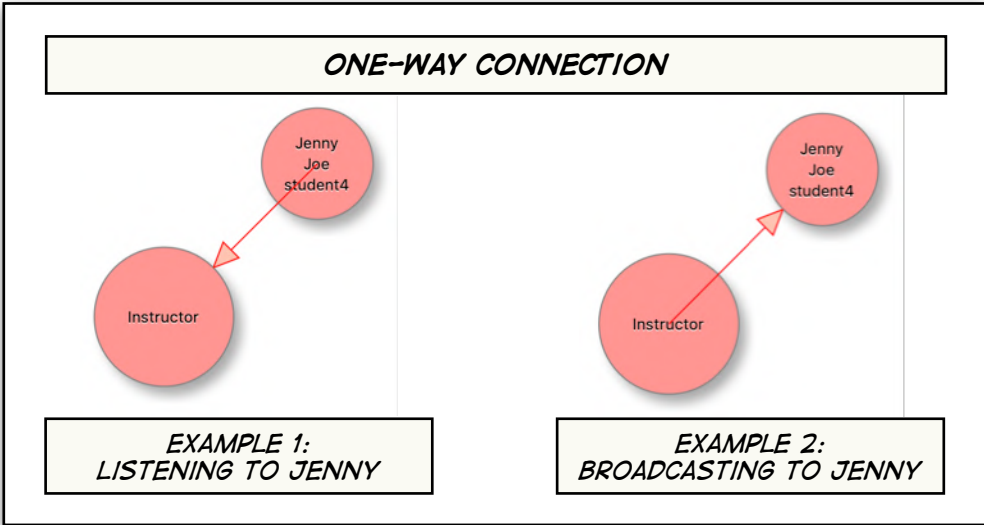 ONE-WAY CONNECTION
Jenny
Joe
student4
Instructor
EXAMPLE 1:
LISTENING TO JENNY
Jenny
Joe
student4
Instructor
EXAMPLE 2:
BROADCASTING TO JENNY